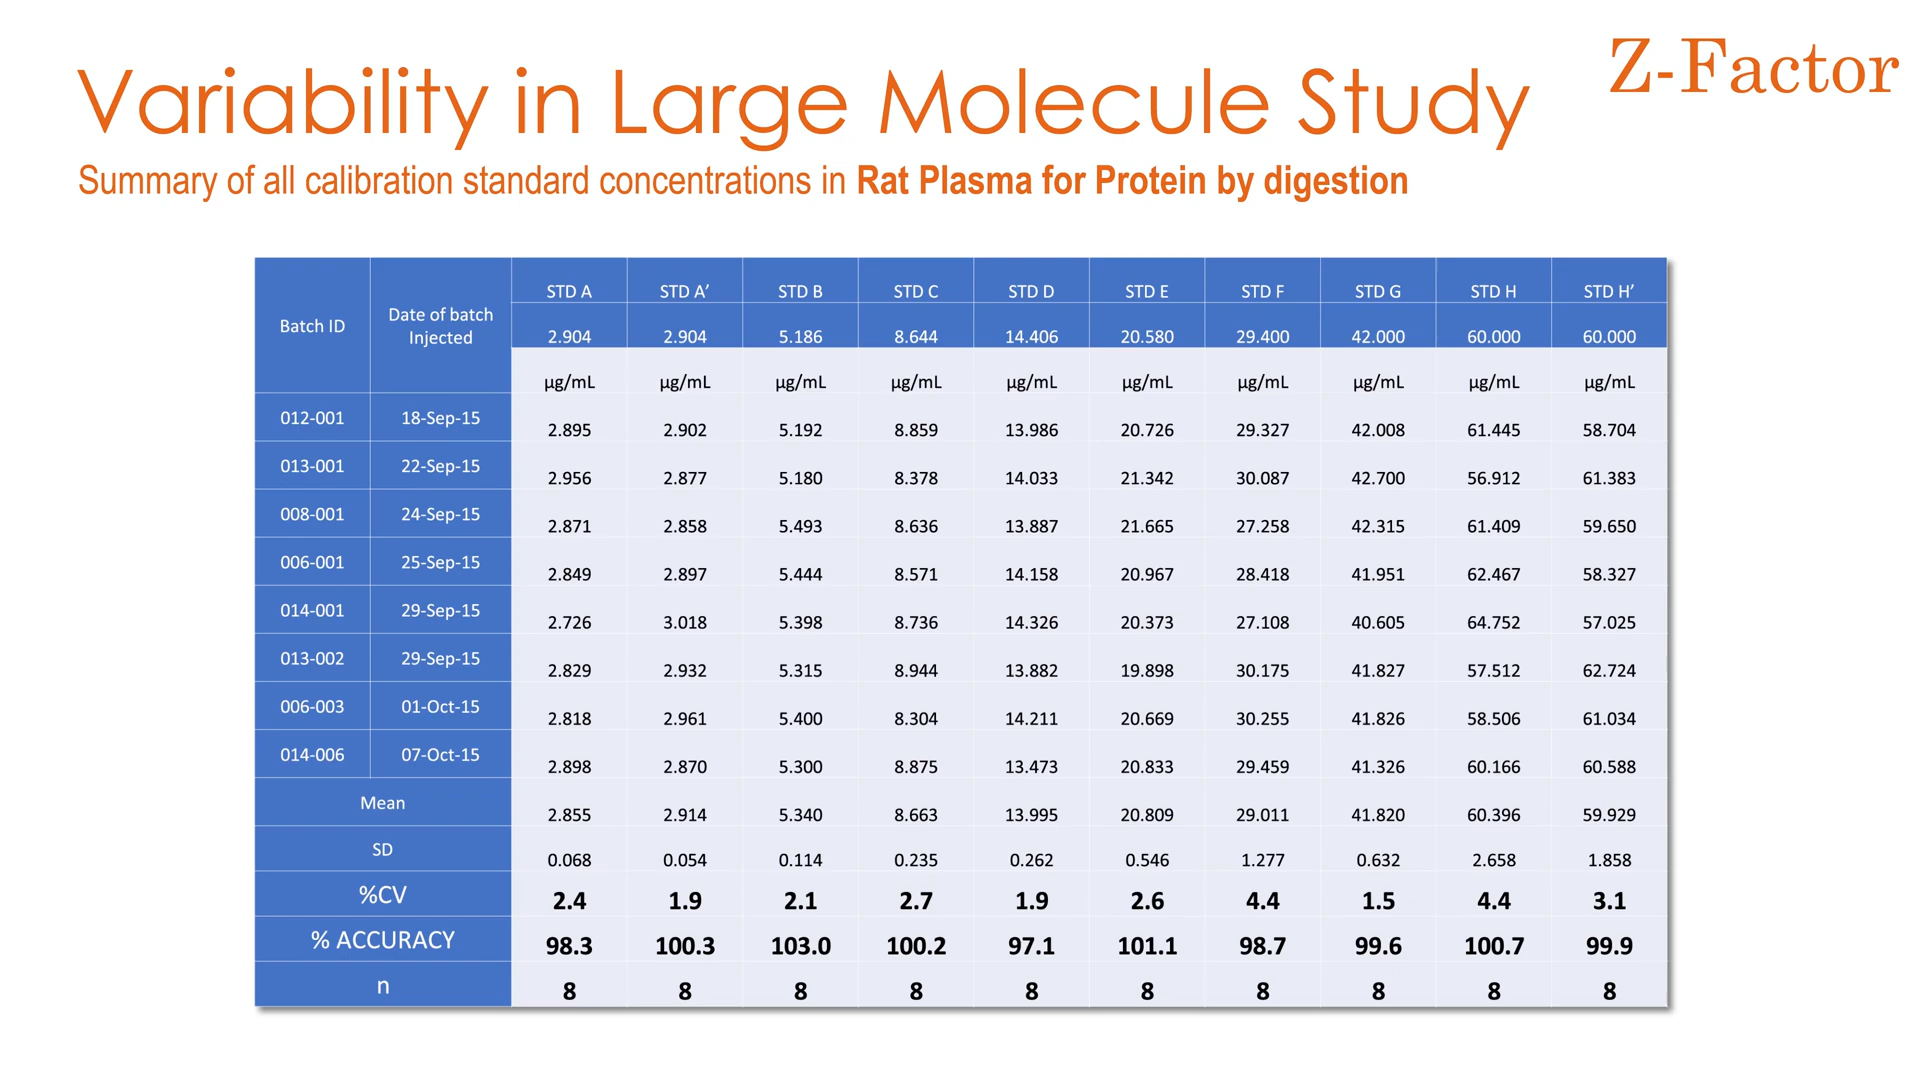 Z-Factor
Variability in Large Molecule Study
Summary of all calibration standard concentrations in Rat Plasma for Protein by digestion
Batch ID Date of batch Injected STD A STD A’ STD B STD C STD D STD E STD F STD G STD H STD H’
2.904 2.904 5.186 8.644 14.406 20.580 29.400 42.000 60.000 60.000
µg/mL µg/mL µg/mL µg/mL µg/mL µg/mL µg/mL µg/mL µg/mL µg/mL
012-001 18-Sep-15 2.895 2.902 5.192 8.859 13.986 20.726 29.327 42.008 61.445 58.704
013-001 22-Sep-15 2.956 2.877 5.180 8.378 14.033 21.342 30.087 42.700 56.912 61.383
008-001 24-Sep-15 2.871 2.858 5.493 8.636 13.887 21.665 27.258 42.315 61.409 59.650
006-001 25-Sep-15 2.849 2.897 5.444 8.571 14.158 20.967 28.418 41.951 62.467 58.327
014-001 29-Sep-15 2.726 3.018 5.398 8.736 14.326 20.373 27.108 40.605 64.752 57.025
013-002 29-Sep-15 2.829 2.932 5.315 8.944 13.882 19.898 30.175 41.827 57.512 62.724
006-003 01-Oct-15 2.818 2.961 5.400 8.304 14.211 20.669 30.255 41.826 58.506 61.034
014-006 07-Oct-15 2.898 2.870 5.300 8.875 13.473 20.833 29.459 41.326 60.166 60.588
Mean 2.855 2.914 5.340 8.663 13.995 20.809 29.011 41.820 60.396 59.929
SD 0.068 0.054 0.114 0.235 0.262 0.546 1.277 0.632 2.658 1.858
%CV 2.4 1.9 2.1 2.7 1.9 2.6 4.4 1.5 4.4 3.1
% ACCURACY 98.3 100.3 103.0 100.2 97.1 101.1 98.7 99.6 100.7 99.9
n 8 8 8 8 8 8 8 8 8 8